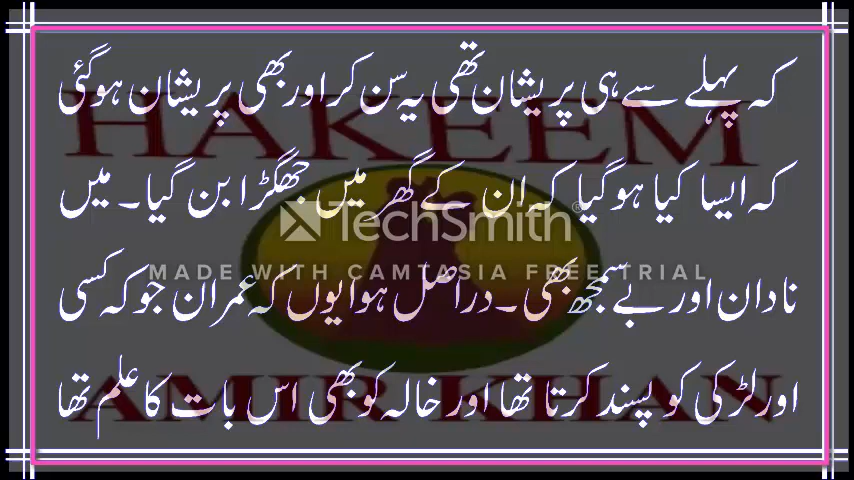 HAKEEM
کہ پہلے سے ہی پریشان تھی یہ سن کر اور بھی پریشان ہوگئی
کہ ایسا کیا ہوگیا کہ ان کے گھر میں جھگڑا بن گیا۔ میں
TechSmith®
MADE WITH CAMTASIA FREE TRIAL
نادان اور بے سمجھ بھی۔ دراصل ہوا یوں کہ عمران جو کہ کسی
اور لڑکی کو پسند کرتا تھا اور خالہ کو بھی اس بات کا علم تھا
AMIR KHAN